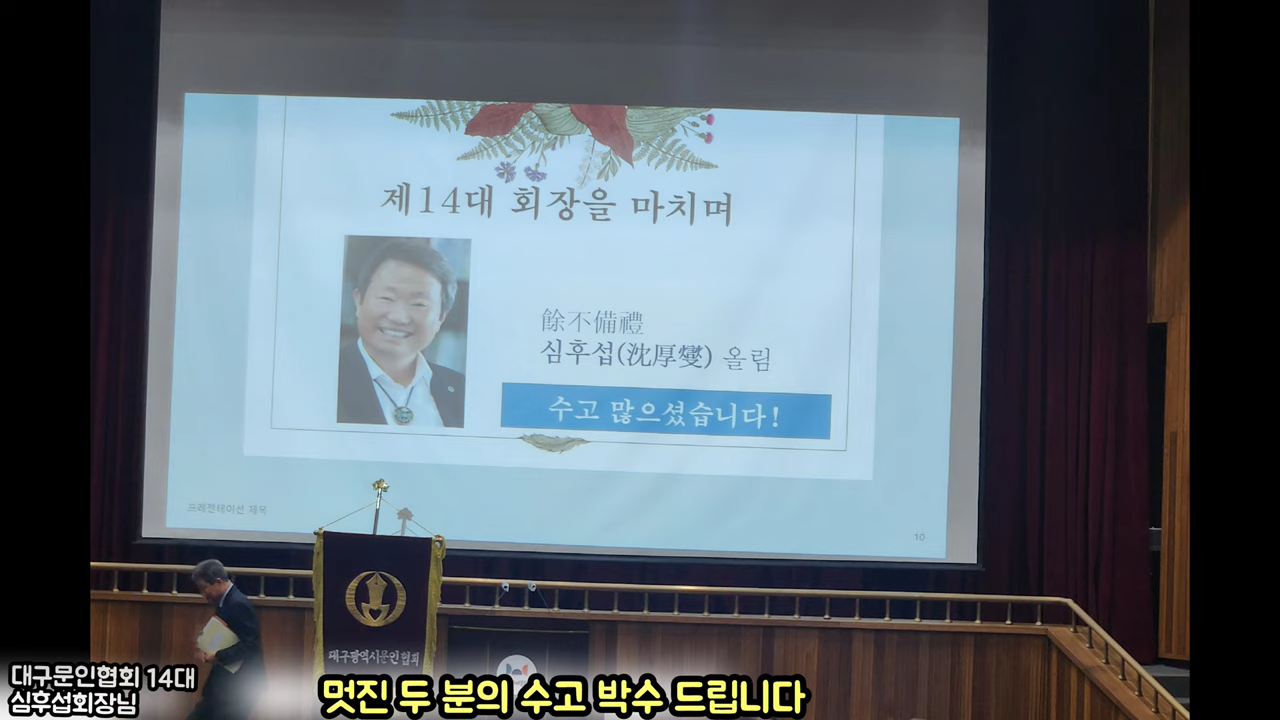 제14대 회장을 마치며
餘不備禮
심후섭(沈厚燮) 올림
수고 많으셨습니다!
프레젠테이션 제목
10
대구광역시문인협회
대구문인협회 14대
심후섭회장님
멋진 두 분의 수고 박수 드립니다